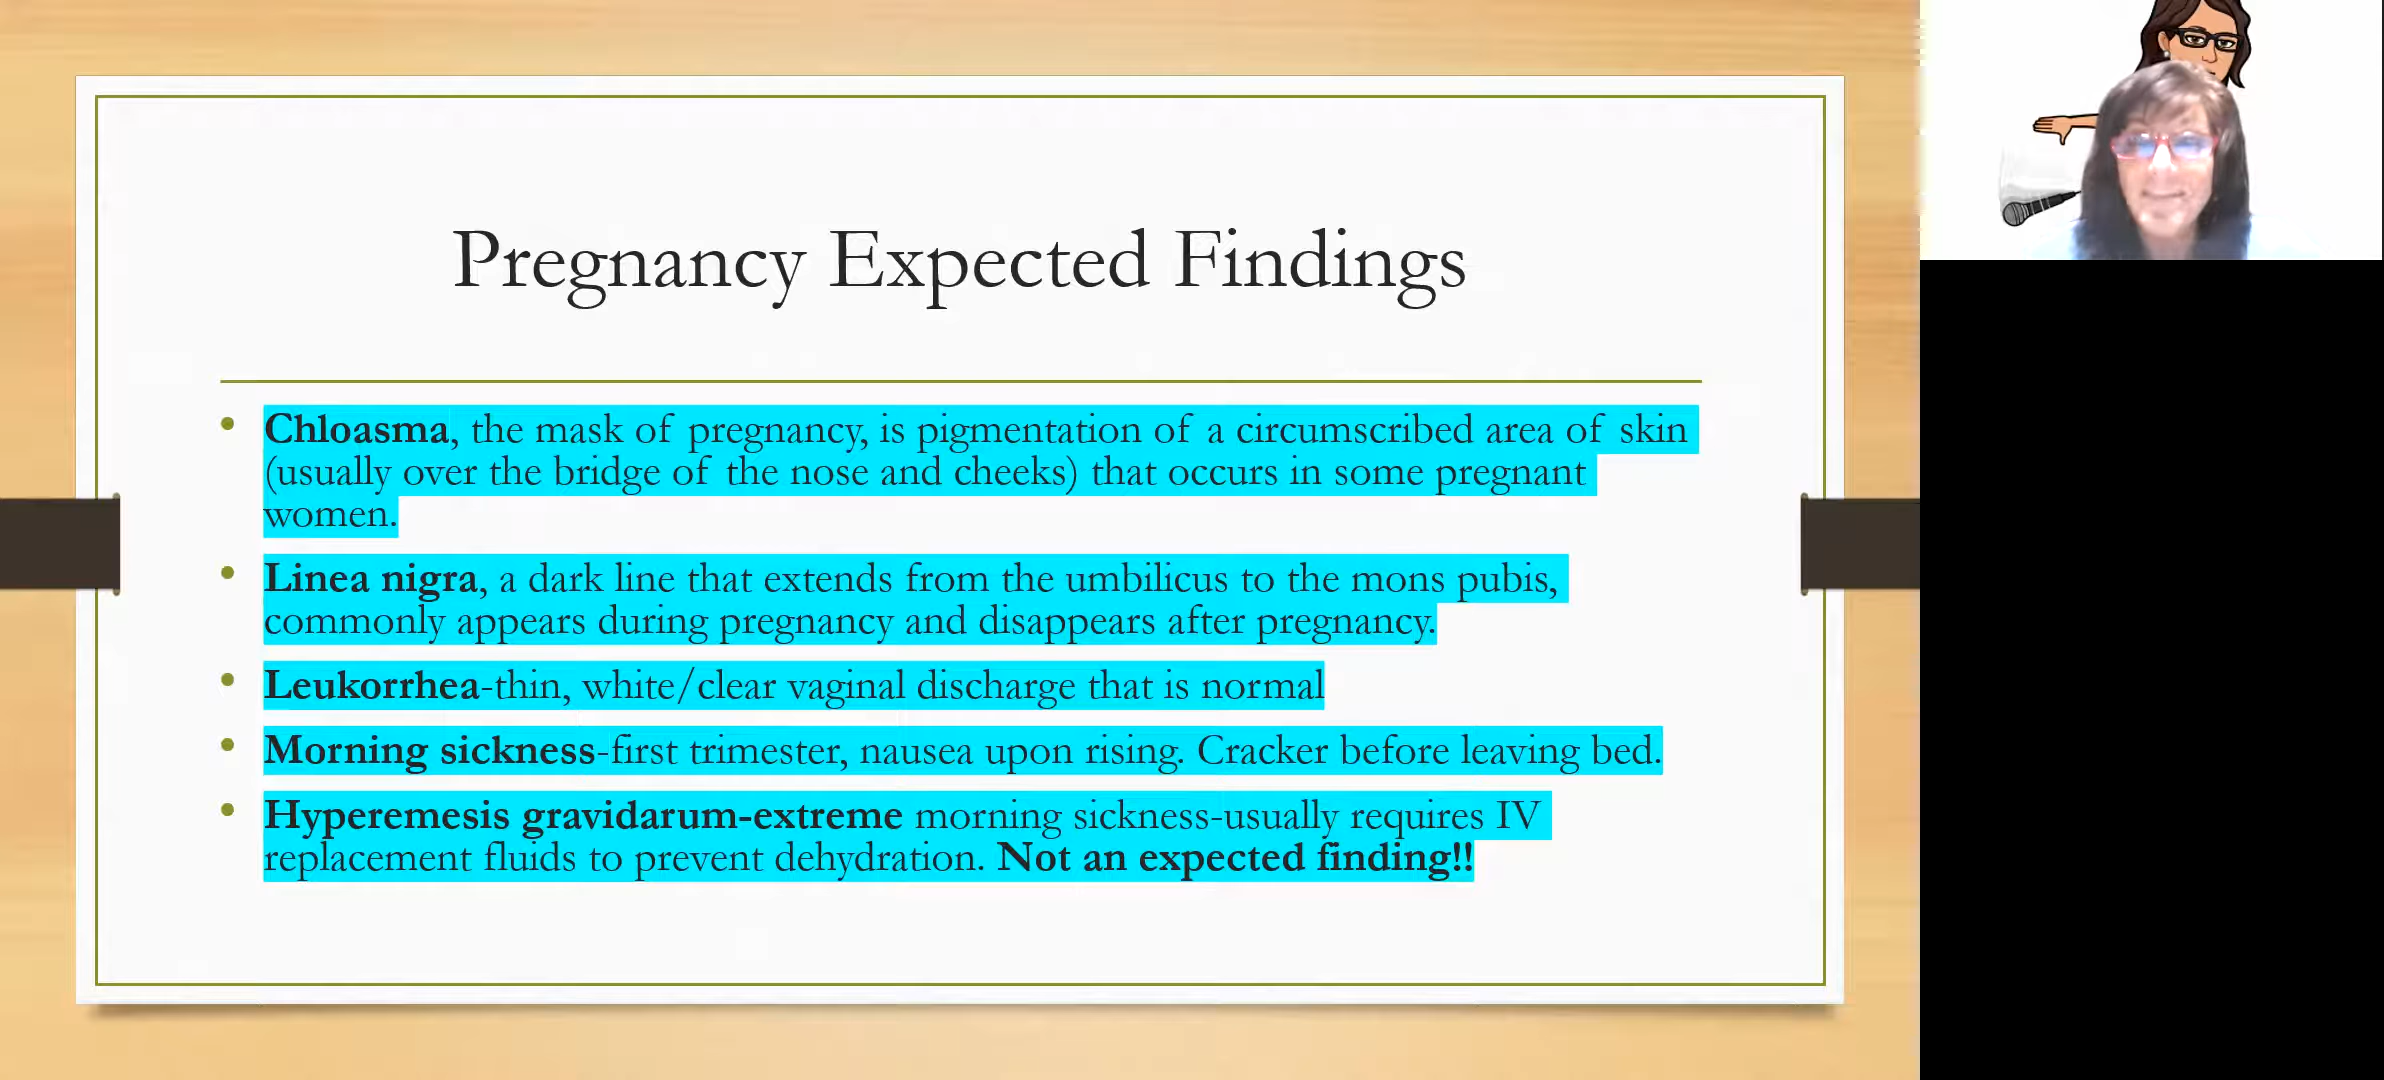 Pregnancy Expected Findings
Chloasma, the mask of pregnancy, is pigmentation of a circumscribed area of skin
(usually over the bridge of the nose and cheeks) that occurs in some pregnant
women.
Linea nigra, a dark line that extends from the umbilicus to the mons pubis,
commonly appears during pregnancy and disappears after pregnancy.
Leukorrhea-thin, white/clear vaginal discharge that is normal
Morning sickness-first trimester, nausea upon rising. Cracker before leaving bed.
Hyperemesis gravidarum-extreme morning sickness-usually requires IV
replacement fluids to prevent dehydration. Not an expected finding!!